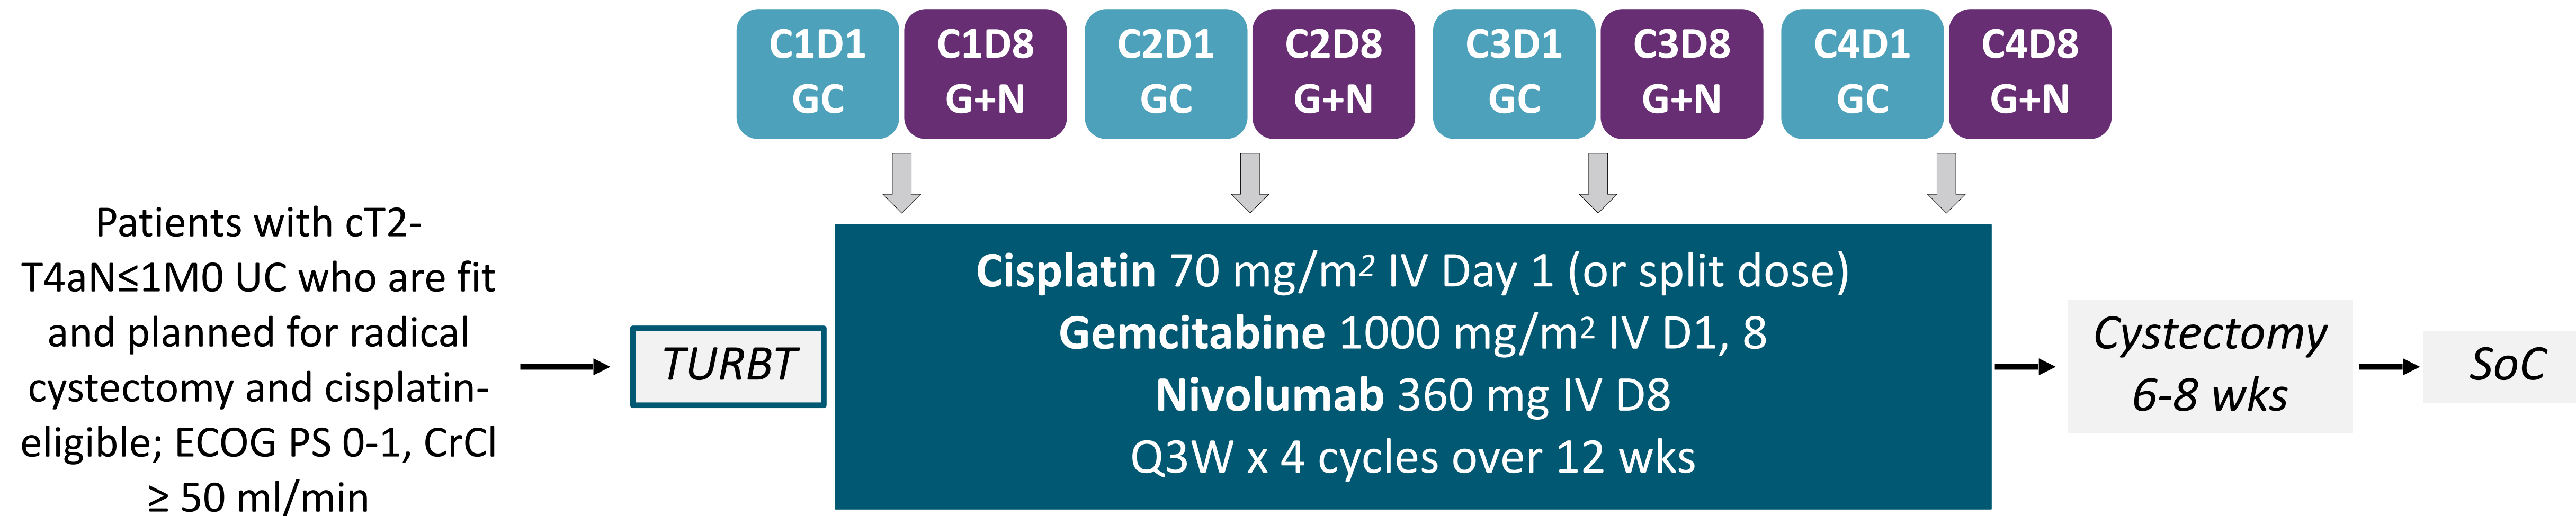 C1D1
GC
C1D8
G+N
C2D1
GC
C2D8
G+N
C3D1
GC
C3D8
G+N
C4D1
GC
C4D8
G+N
Patients with cT2-
T4aN≤1M0 UC who are fit
and planned for radical
cystectomy and cisplatin-
eligible; ECOG PS 0-1, CrCl
≥ 50 ml/min
TURBT
Cisplatin 70 mg/m² IV Day 1 (or split dose)
Gemcitabine 1000 mg/m² IV D1, 8
Nivolumab 360 mg IV D8
Q3W x 4 cycles over 12 wks
Cystectomy
6-8 wks
SoC